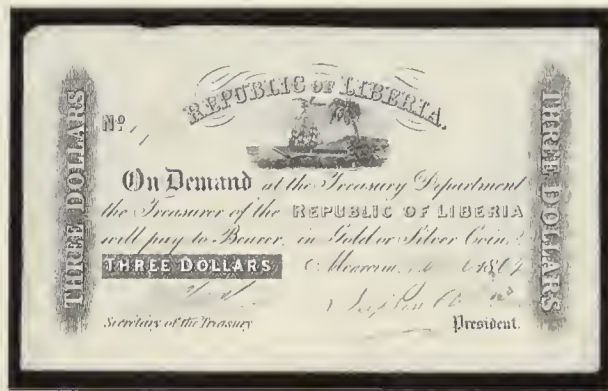 REPUBLIC OF LIBERIA.
THREE DOLLARS
THREE DOLLARS
No
On Demand at the Treasury Department
the Treasurer of the REPUBLIC OF LIBERIA
will pay to Bearer, in Gold or Silver Coin,
THREE DOLLARS
Secretary of the Treasury
President.